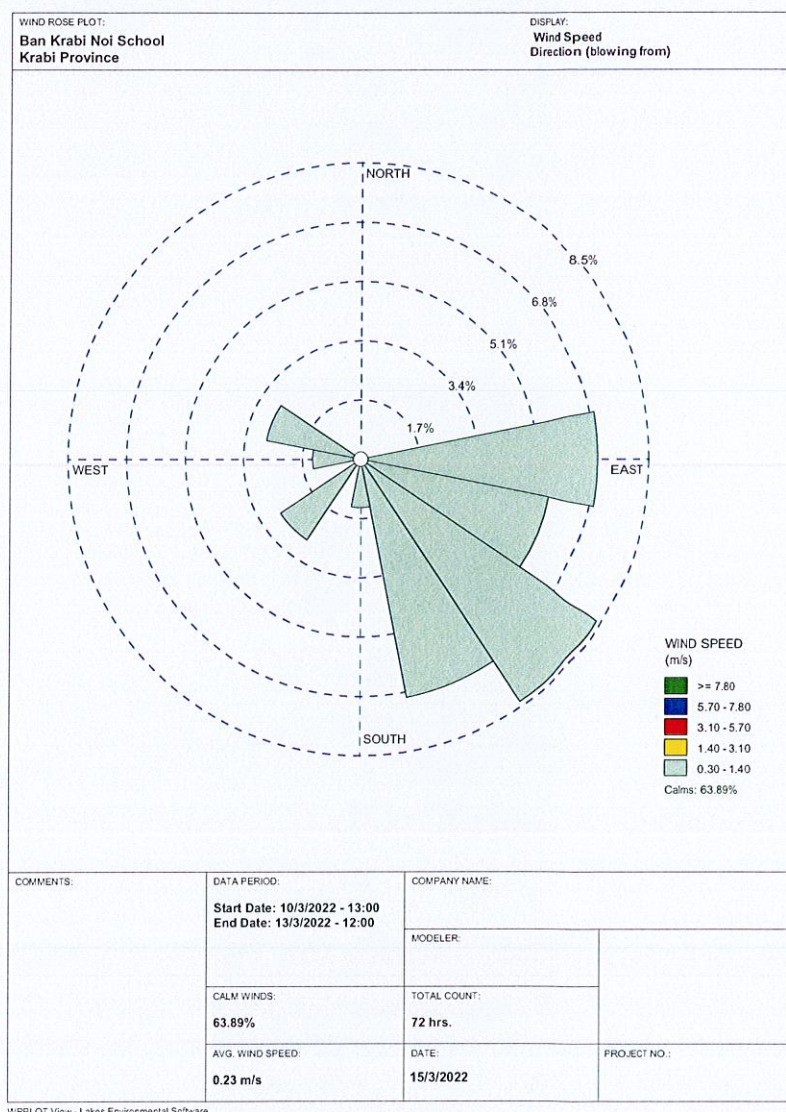 WIND ROSE PLOT:
Ban Krabi Noi School
Krabi Province
DISPLAY:
Wind Speed
Direction (blowing from)
NORTH
8.5%
6.8%
5.1%
3.4%
1.7%
WEST
EAST
SOUTH
WIND SPEED
(m/s)
>= 7.80
5.70 - 7.80
3.10 - 5.70
1.40 - 3.10
0.30 - 1.40
Calms: 63.89%
COMMENTS:
DATA PERIOD:
Start Date: 10/3/2022 - 13:00
End Date: 13/3/2022 - 12:00
COMPANY NAME:
MODELER:
CALM WINDS:
63.89%
TOTAL COUNT:
72 hrs.
AVG. WIND SPEED:
0.23 m/s
DATE:
15/3/2022
PROJECT NO.:
WRPLOT View - Lakes Environmental Software